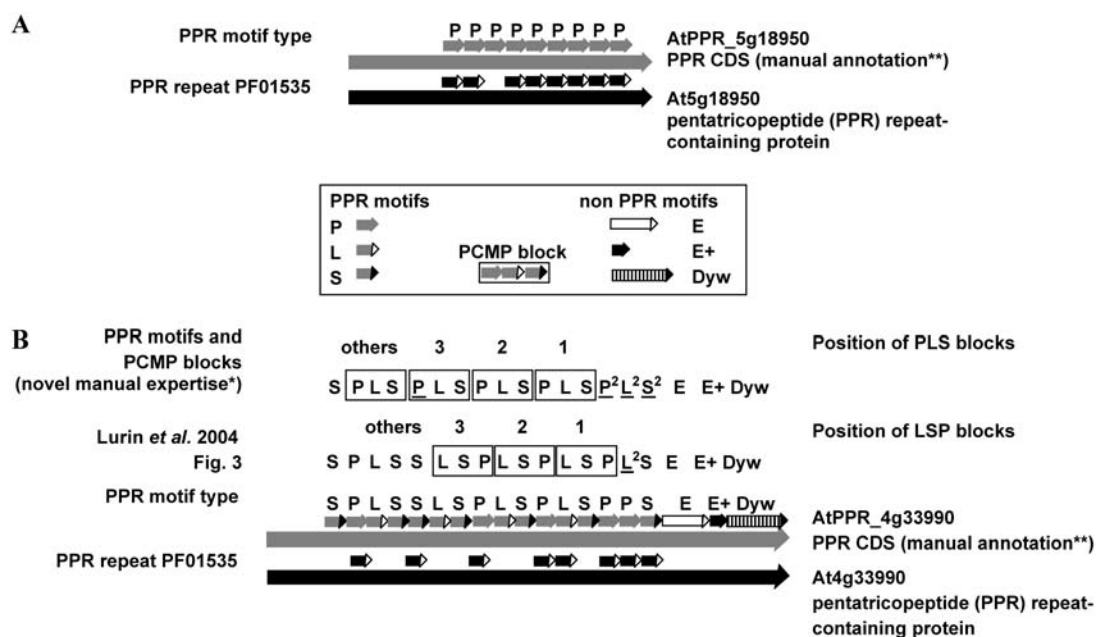 A
P P P P P P P P P
PPR motif type
AtPPR_5g18950
PPR CDS (manual annotation**)
PPR repeat PF01535
At5g18950
pentatricopeptide (PPR) repeat-
containing protein
PPR motifs
non PPR motifs
P
E
L
PCMP block
E+
S
Dyw
B
PPR motifs and
PCMP blocks
(novel manual expertise*)
others 3 2 1
Position of PLS blocks
S P L S P L S P L S P L S P² L² S² E E+ Dyw
Lurin et al. 2004
Fig. 3
others 3 2 1
Position of LSP blocks
S P L S S L S P L S P L S P L² S E E+ Dyw
PPR motif type
S P L S S L S P L S P L S P P S E E+ Dyw
AtPPR_4g33990
PPR CDS (manual annotation**)
PPR repeat PF01535
At4g33990
pentatricopeptide (PPR) repeat-
containing protein